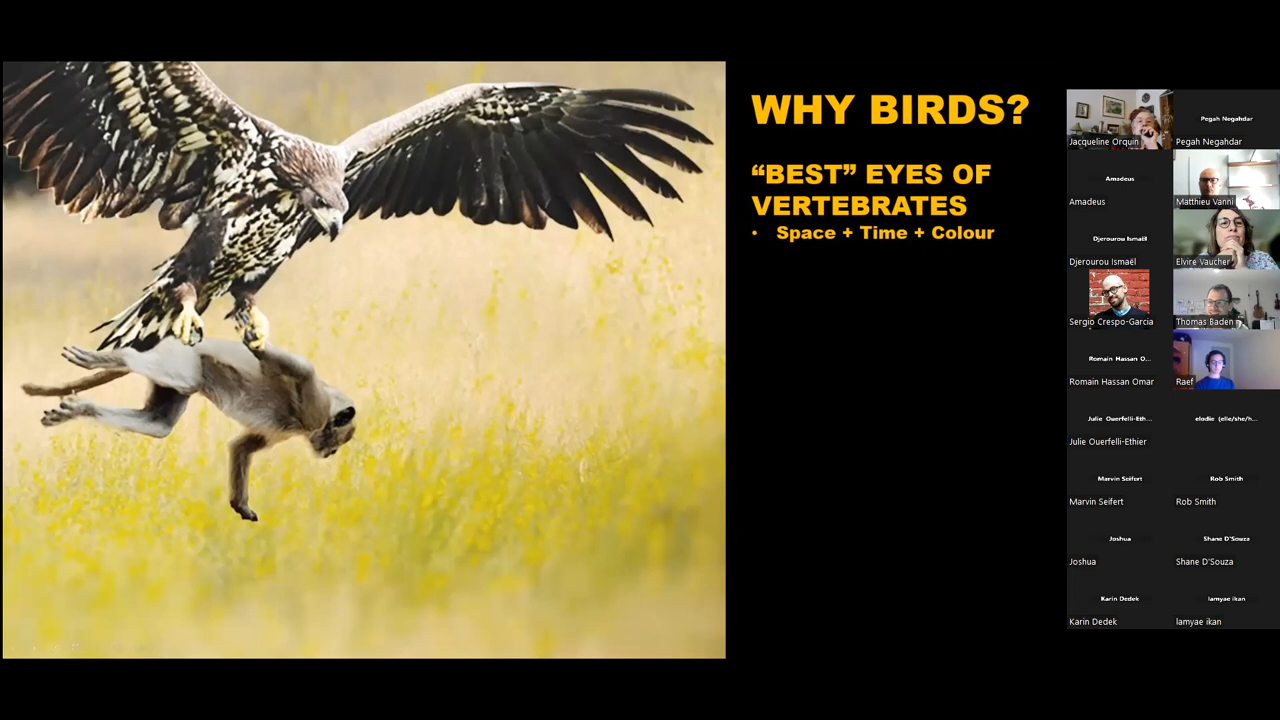 WHY BIRDS?
“BEST” EYES OF
VERTEBRATES
• Space + Time + Colour
Jacqueline Orquin
Pegah Negahdar
Pegah Negahdar
Amadeus
Amadeus
Matthieu Vanni
Djerourou Ismaël
Djerourou Ismaël
Elvire Vaucher
Sergio Crespo-Garcia
Thomas Baden
Romain Hassan O...
Romain Hassan Omar
Raef
Julie Ouerfelli-Eth...
Julie Ouerfelli-Ethier
elodie (elle/she/h...
Marvin Seifert
Marvin Seifert
Rob Smith
Rob Smith
Joshua
Joshua
Shane D'Souza
Shane D'Souza
Karin Dedek
Karin Dedek
lamyae ikan
lamyae ikan